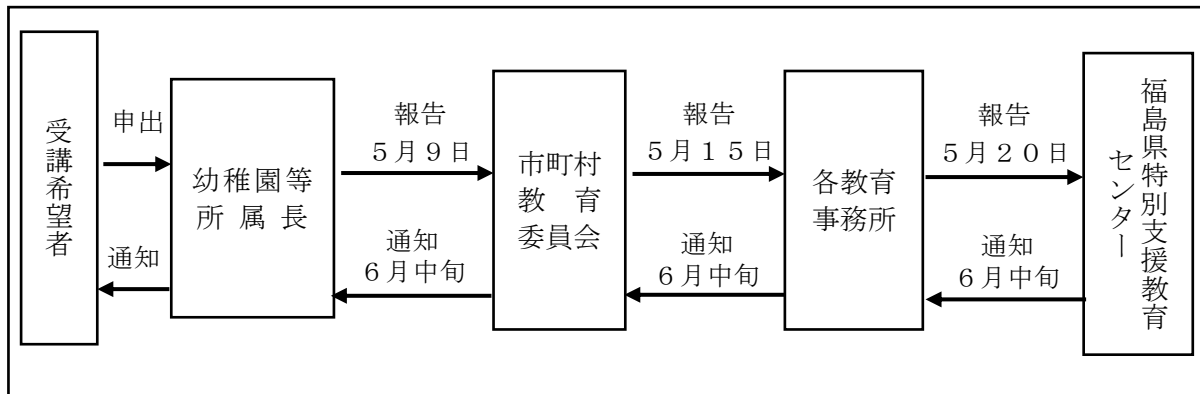 受講希望者
申出
通知
幼稚園等
所属長
報告
５月９日
通知
６月中旬
市町村
教育
委員会
報告
５月１５日
通知
６月中旬
各教育
事務所
報告
５月２０日
通知
６月中旬
福島県特別支援教育
センター